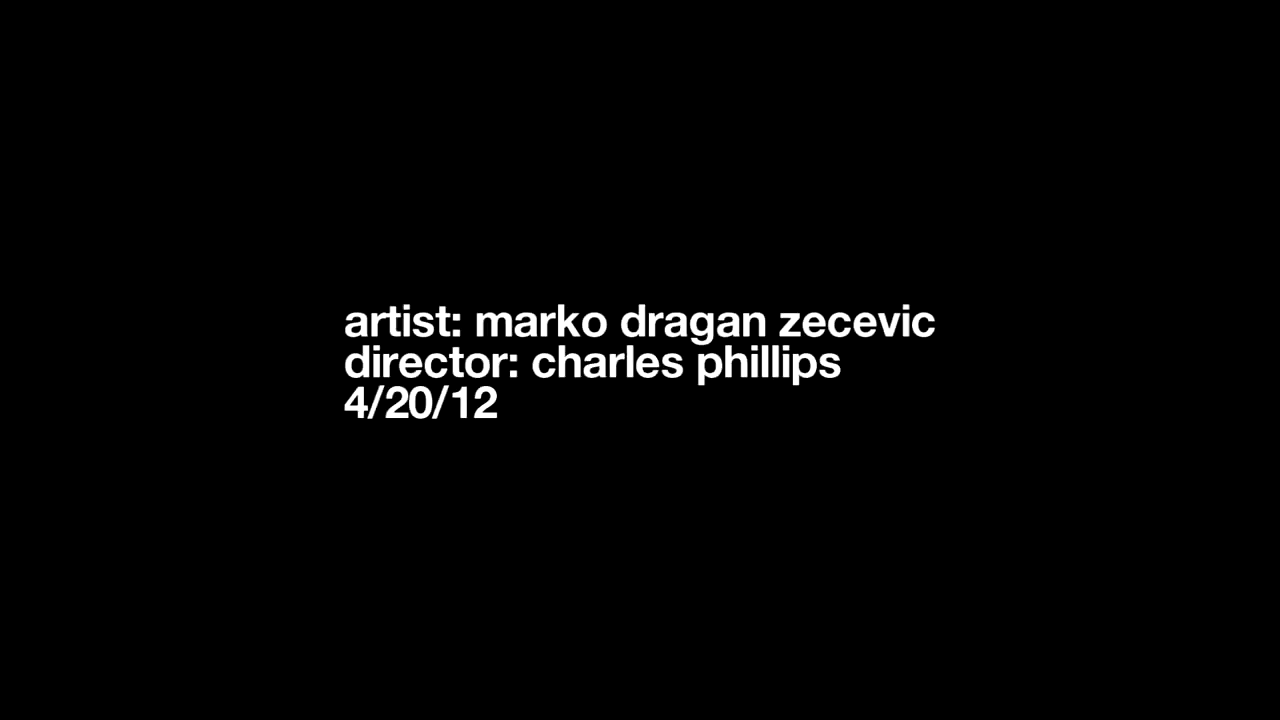 artist: marko dragan zecevic
director: charles phillips
4/20/12